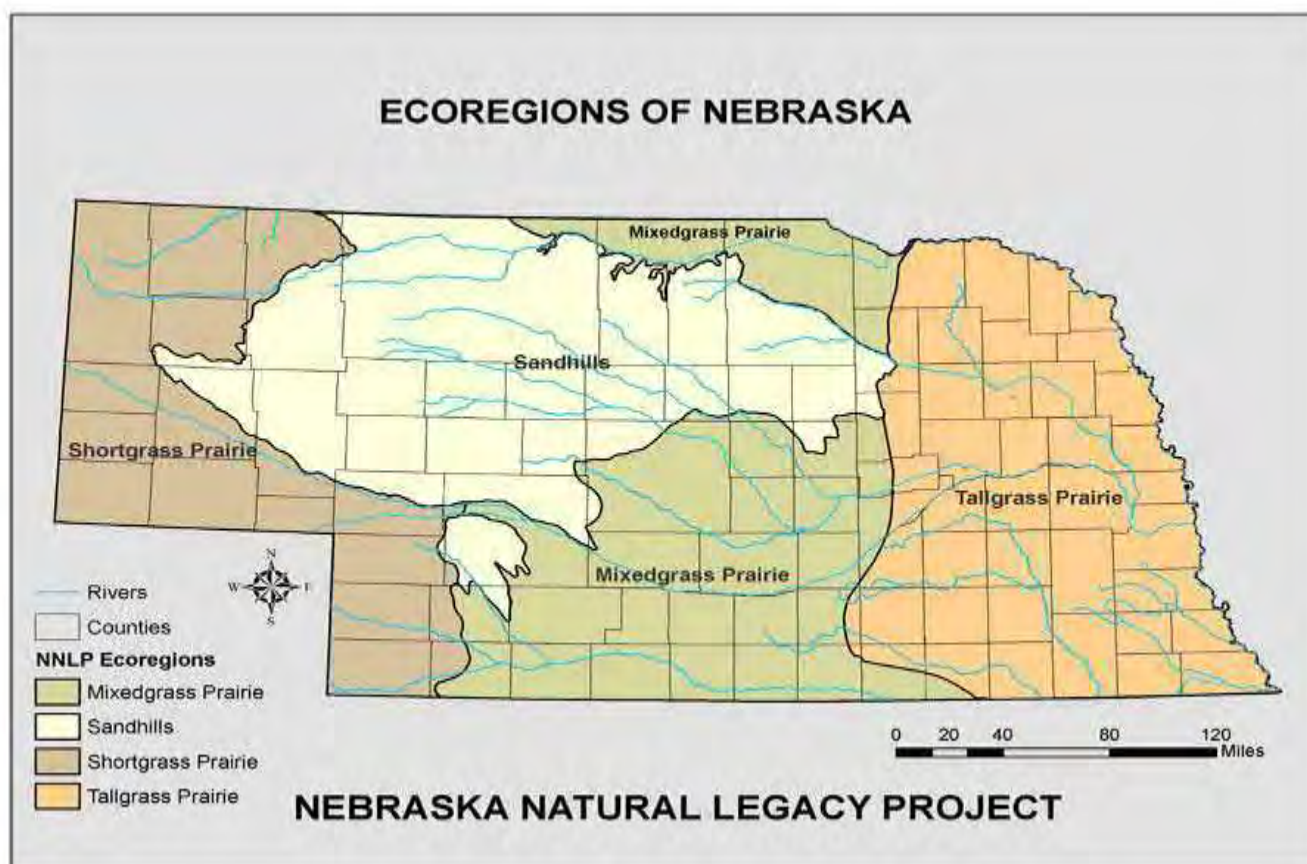 ECOREGIONS OF NEBRASKA
Mixedgrass Prairie
Sandhills
Shortgrass Prairie
Tallgrass Prairie
Mixedgrass Prairie
N
W E
S
Rivers
Counties
NNLP Ecoregions
Mixedgrass Prairie
Sandhills
Shortgrass Prairie
Tallgrass Prairie
0 20 40 80 120
Miles
NEBRASKA NATURAL LEGACY PROJECT